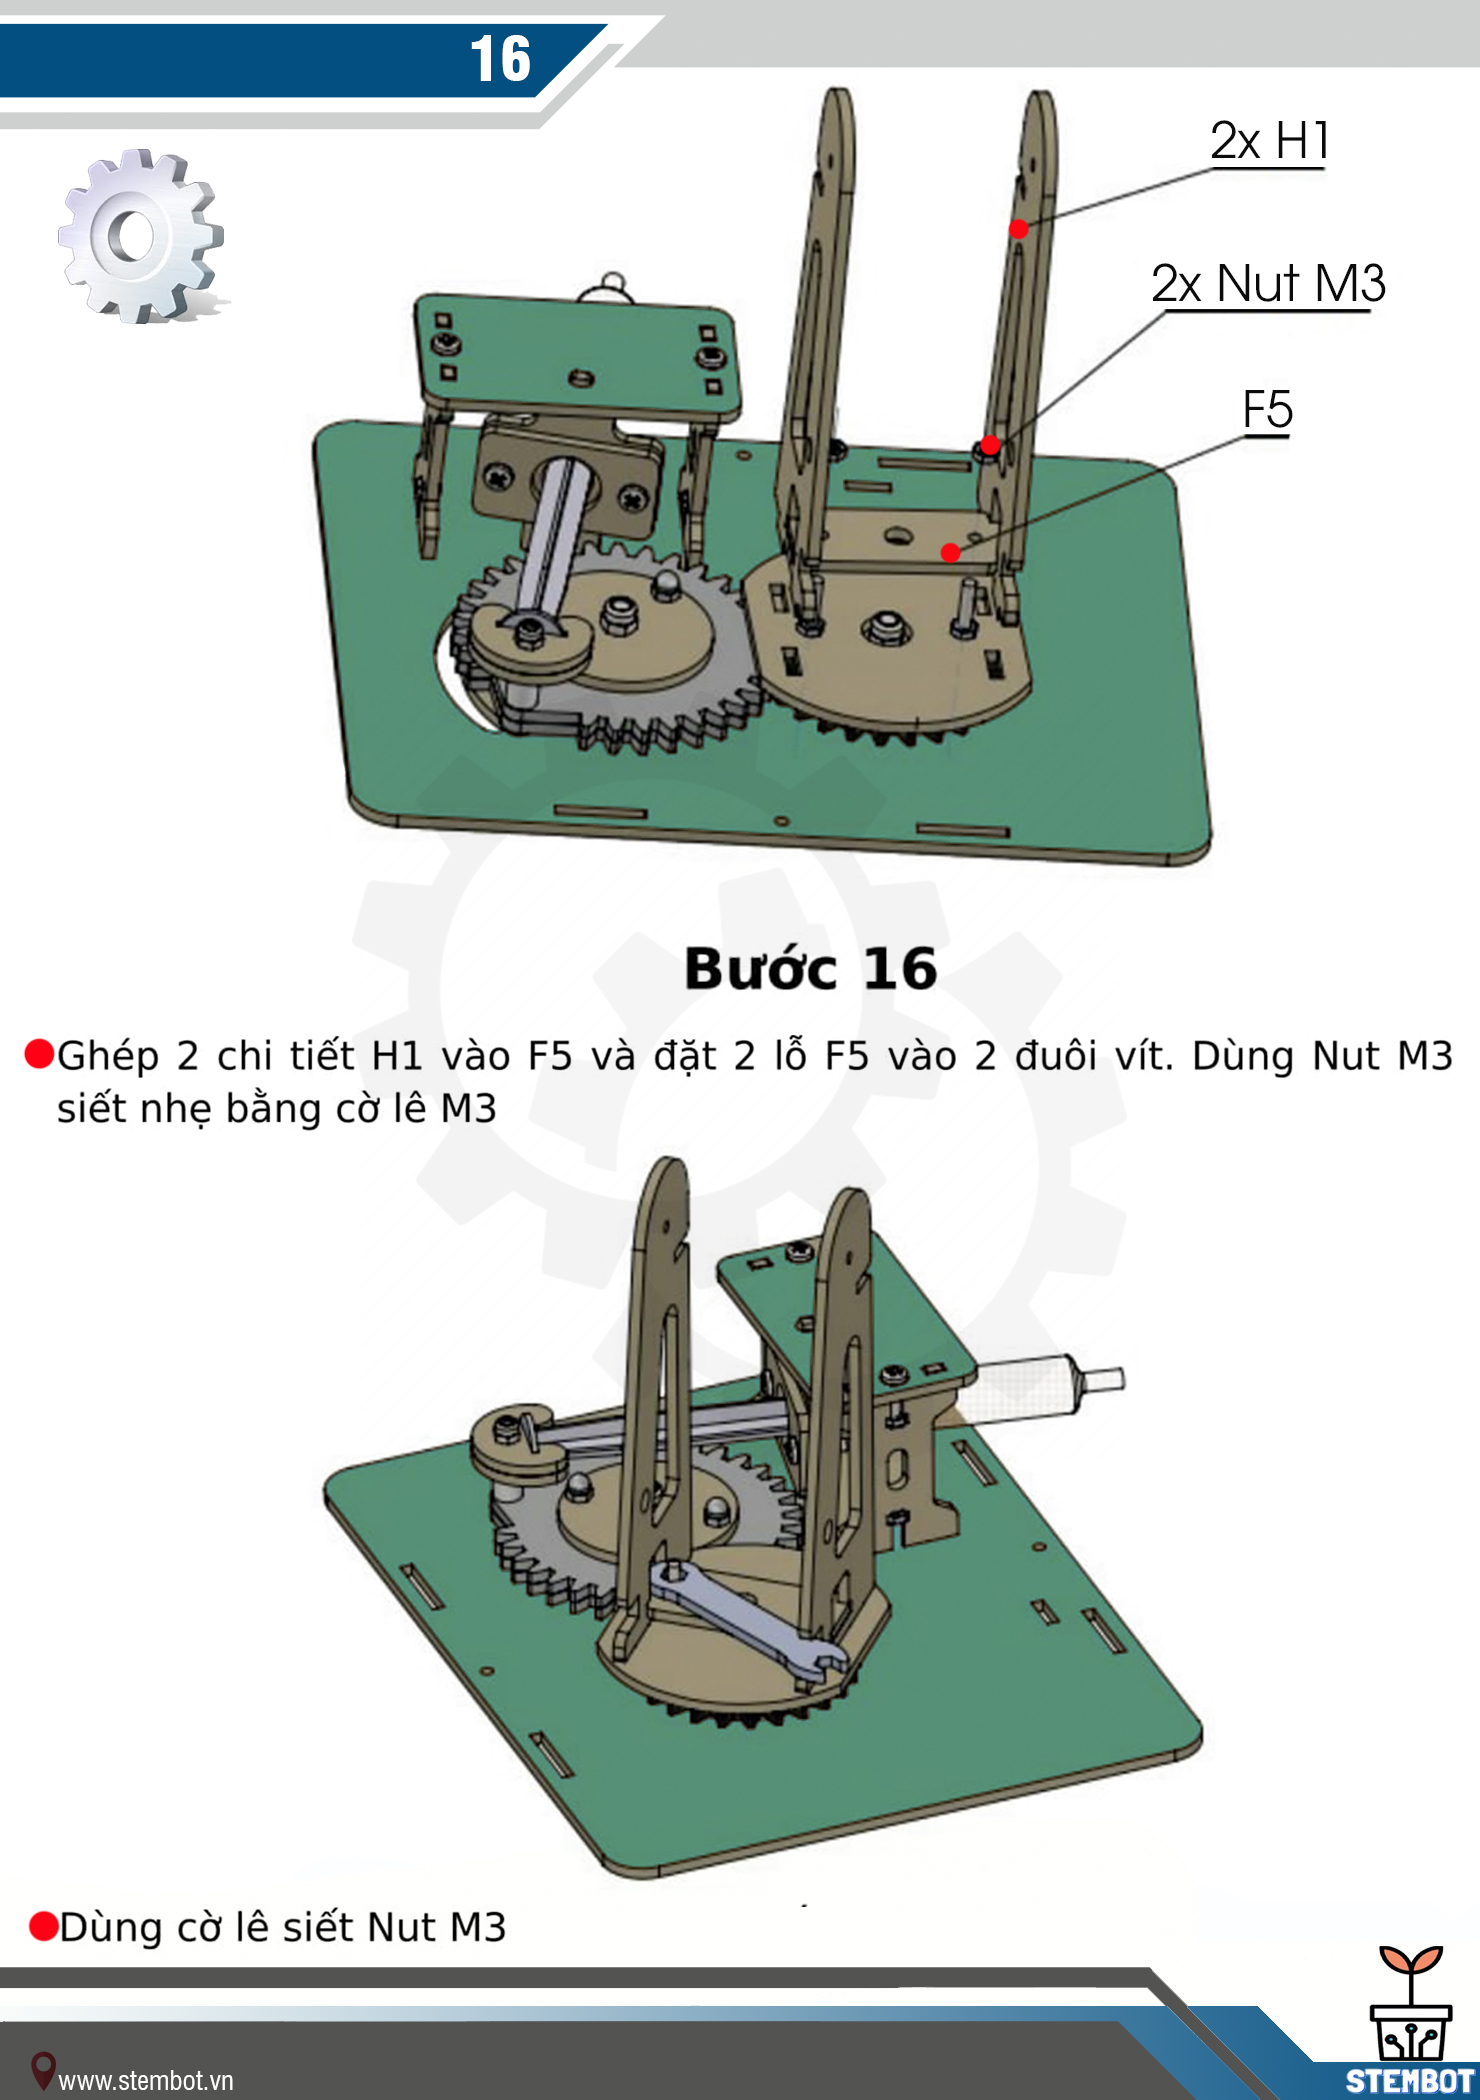 16
2x H1
2x Nut M3
F5
Bước 16
Ghép 2 chi tiết H1 vào F5 và đặt 2 lỗ F5 vào 2 đuôi vít. Dùng Nut M3
siết nhẹ bằng cờ lê M3
Dùng cờ lê siết Nut M3
www.stembot.vn
STEMBOT